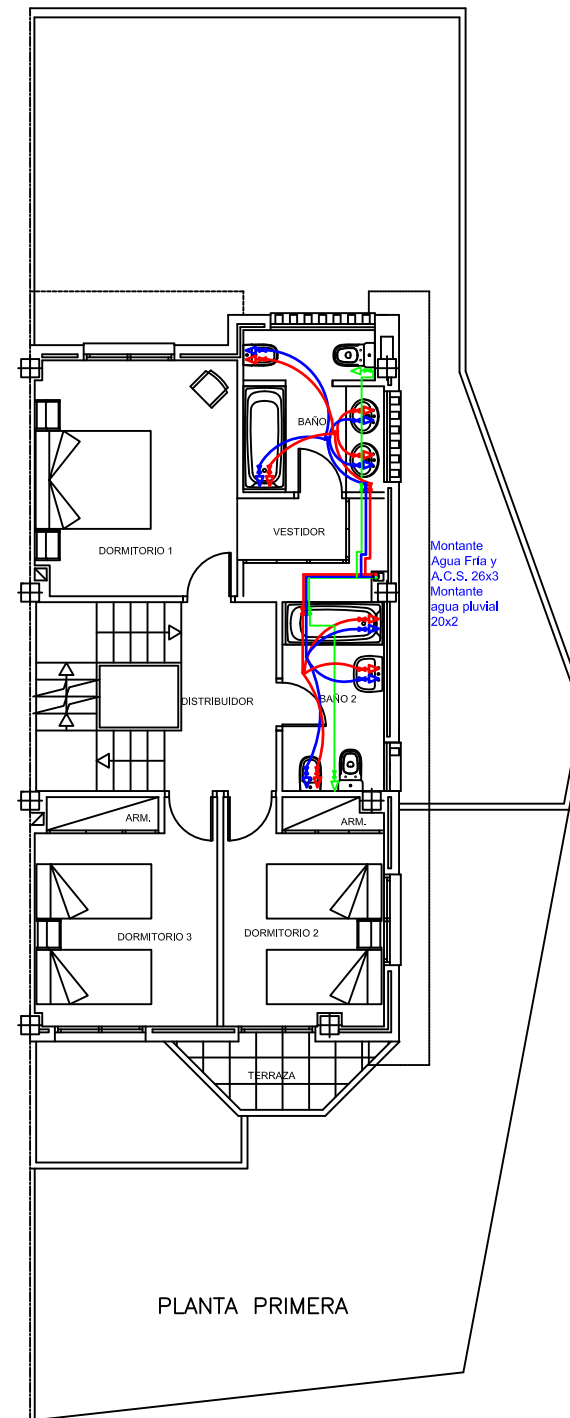 BAÑO
VESTIDOR
DORMITORIO 1
Montante
Agua Fría y
A.C.S. 26x3
Montante
agua pluvial
20x2
DISTRIBUIDOR
BAÑO 2
ARM.
ARM.
DORMITORIO 3
DORMITORIO 2
TERRAZA
PLANTA PRIMERA